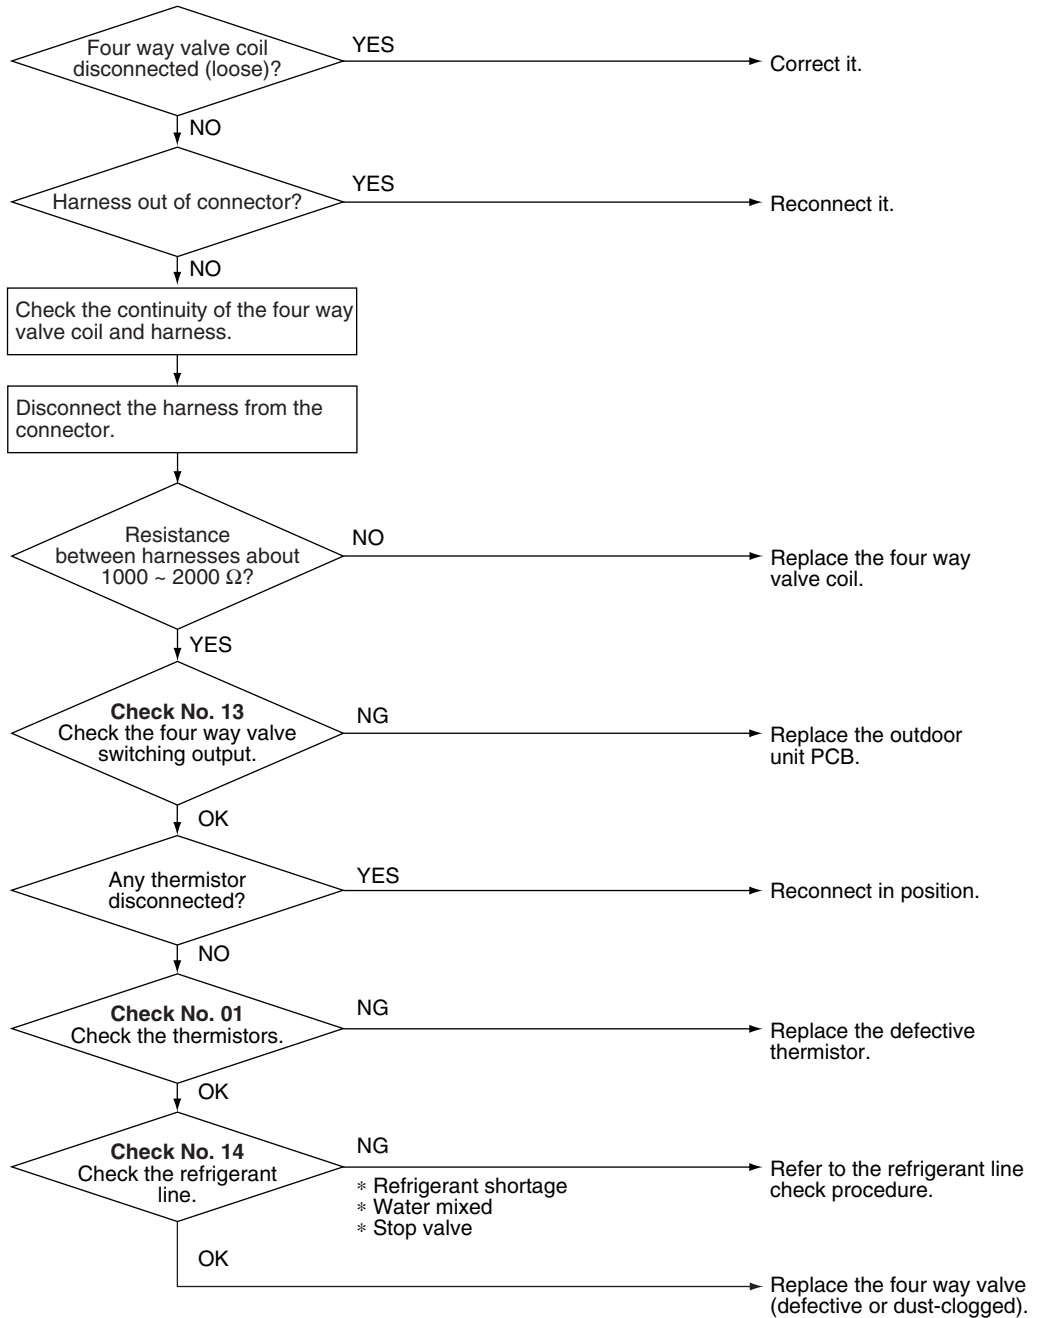 Four way valve coil
disconnected (loose)?
YES
Correct it.
NO
Harness out of connector?
YES
Reconnect it.
NO
Check the continuity of the four way
valve coil and harness.
Disconnect the harness from the
connector.
Resistance
between harnesses about
1000 ~ 2000 Ω?
NO
Replace the four way
valve coil.
YES
Check No. 13
Check the four way valve
switching output.
NG
Replace the outdoor
unit PCB.
OK
Any thermistor
disconnected?
YES
Reconnect in position.
NO
Check No. 01
Check the thermistors.
NG
Replace the defective
thermistor.
OK
Check No. 14
Check the refrigerant
line.
NG
∗ Refrigerant shortage
∗ Water mixed
∗ Stop valve
Refer to the refrigerant line
check procedure.
OK
Replace the four way valve
(defective or dust-clogged).